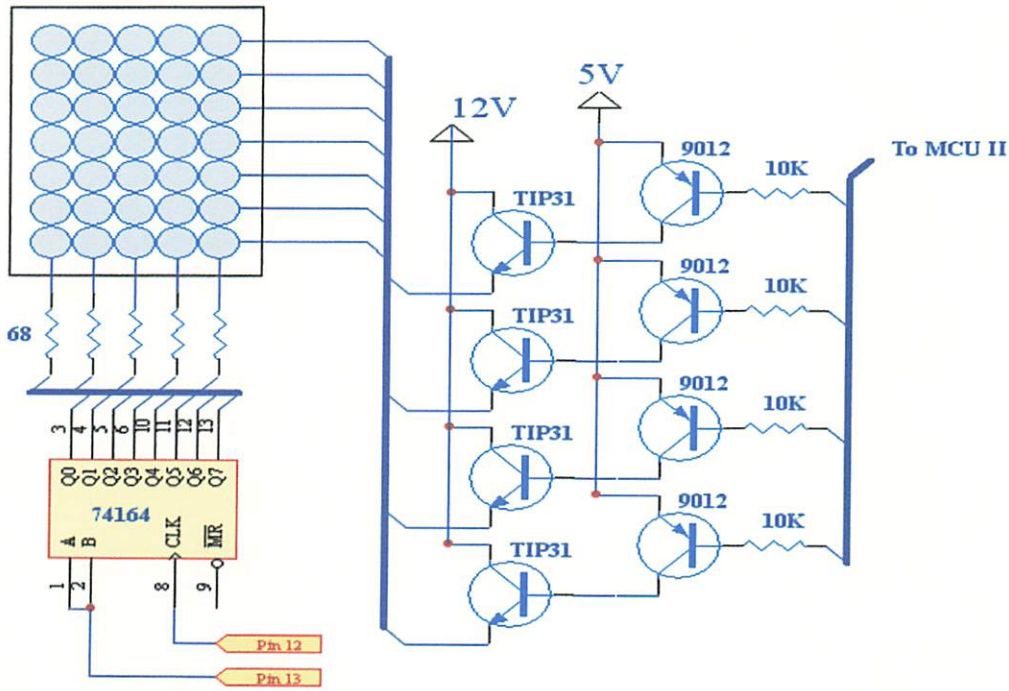 5V
12V
To MCU II
9012
10K
TIP31
9012
10K
TIP31
68
9012
10K
TIP31
3 4 5 6 10 11 12 13
Q0 Q1 Q2 Q3 Q4 Q5 Q6 Q7
9012
10K
74164
A B CLK MR
TIP31
1 2 8 9
Pin 12
Pin 13